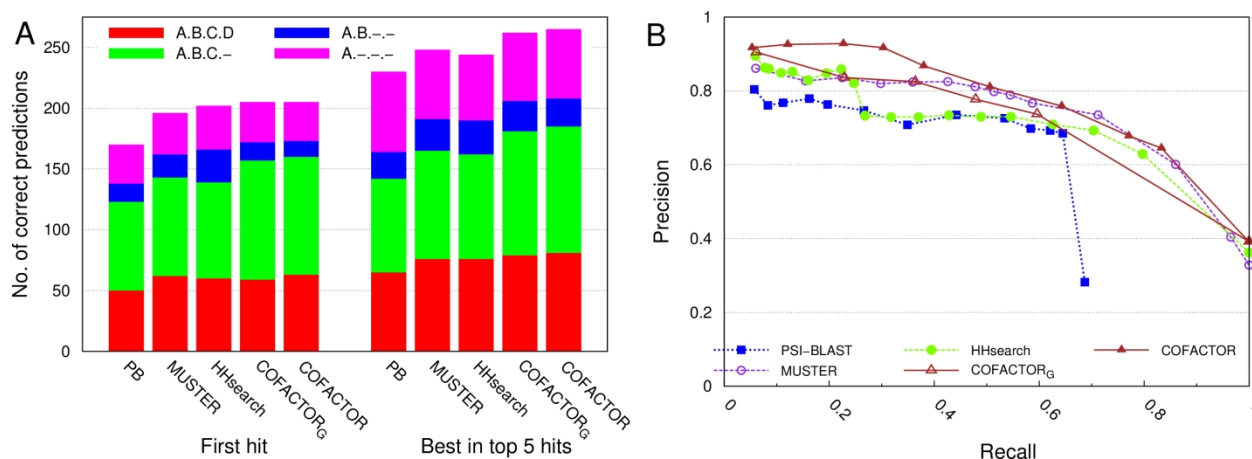 A
A.B.C.D
A.B.-.-
A.B.C.-
A.-.-.-
No. of correct predictions
250
200
150
100
50
0
PB
MUSTER
HHsearch
COFACTORG
COFACTOR
PB
MUSTER
HHsearch
COFACTORG
COFACTOR
First hit
Best in top 5 hits
B
Precision
1
0.8
0.6
0.4
0.2
0
PSI-BLAST
HHsearch
COFACTOR
MUSTER
COFACTORG
0
0.2
0.4
0.6
0.8
Recall